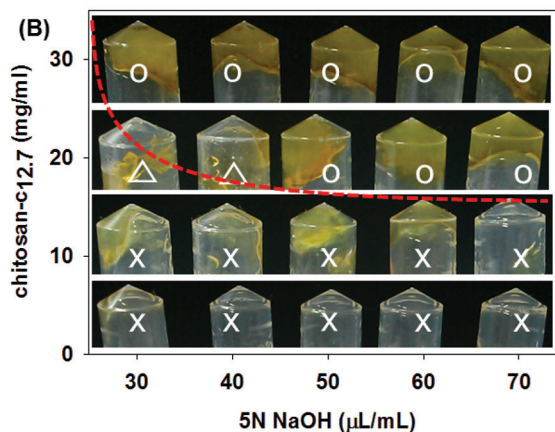 (B)
chitosan-c12.7 (mg/ml)
30
20
10
0
O O O O O
△ △ O O O
X X X X X
X X X X X
30 40 50 60 70
5N NaOH (µL/mL)